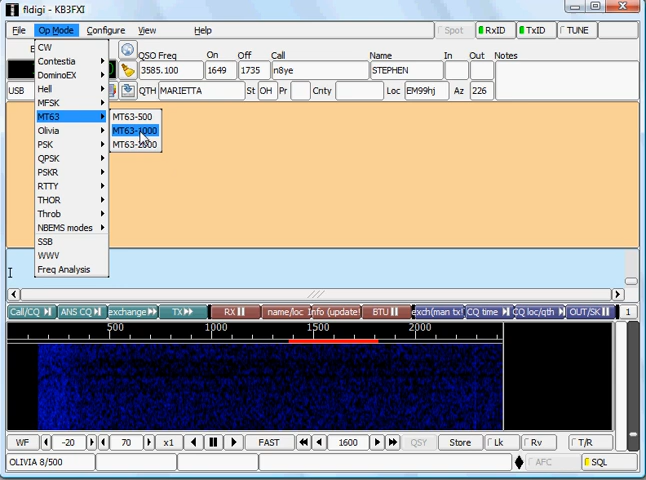 fldigi - KB3FXI
File Op Mode Configure View Help Spot RxID TxID TUNE
QSO Freq On Off Call Name In Out Notes
3585.100 1649 1735 n8ye STEPHEN
USB QTH MARIETTA St OH Pr Cnty Loc EM99hj Az 226
CW
Contestia
DominoEX
Hell
MFSK
MT63
Olivia
PSK
QPSK
PSKR
RTTY
THOR
Throb
NBEMS modes
SSB
WWV
Freq Analysis
MT63-500
MT63-1000
MT63-2000
Call/CQ ANS CQ exchange TX RX name/loc Info (update! BTU exch(man tx! CQ time CQ loc/qth OUT/SK 1
500 1000 1500 2000
WF -20 70 x1 FAST 1600 QSY Store Lk Rv T/R
OLIVIA 8/500 AFC SQL